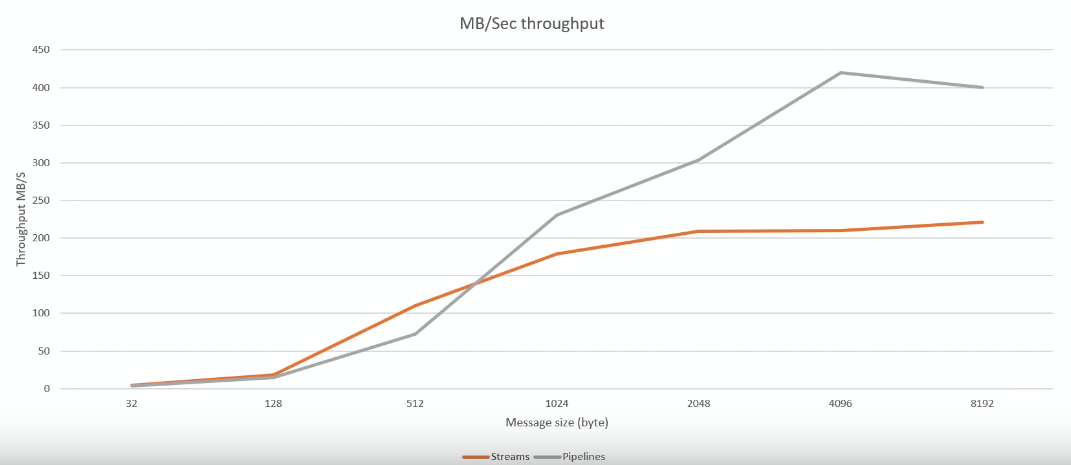 MB/Sec throughput
450
400
350
300
250
200
150
100
50
0
Throughput MB/S
32 128 512 1024 2048 4096 8192
Message size (byte)
Streams Pipelines